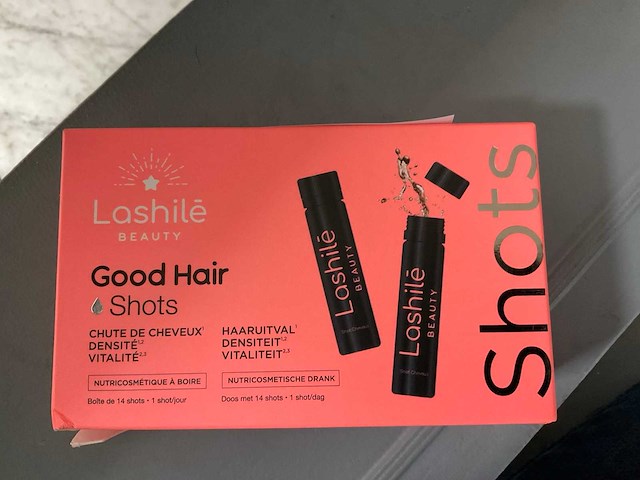 Lashilē
BEAUTY
Good Hair
Shots
CHUTE DE CHEVEUX¹
DENSITÉ¹,²
VITALITÉ²,³
NUTRICOSMÉTIQUE À BOIRE
Boîte de 14 shots • 1 shot/jour
HAARUITVAL¹
DENSITEIT¹,²
VITALITEIT²,³
NUTRICOSMETISCHE DRANK
Doos met 14 shots • 1 shot/dag
Lashilē
BEAUTY
Lashilē
BEAUTY
Shots